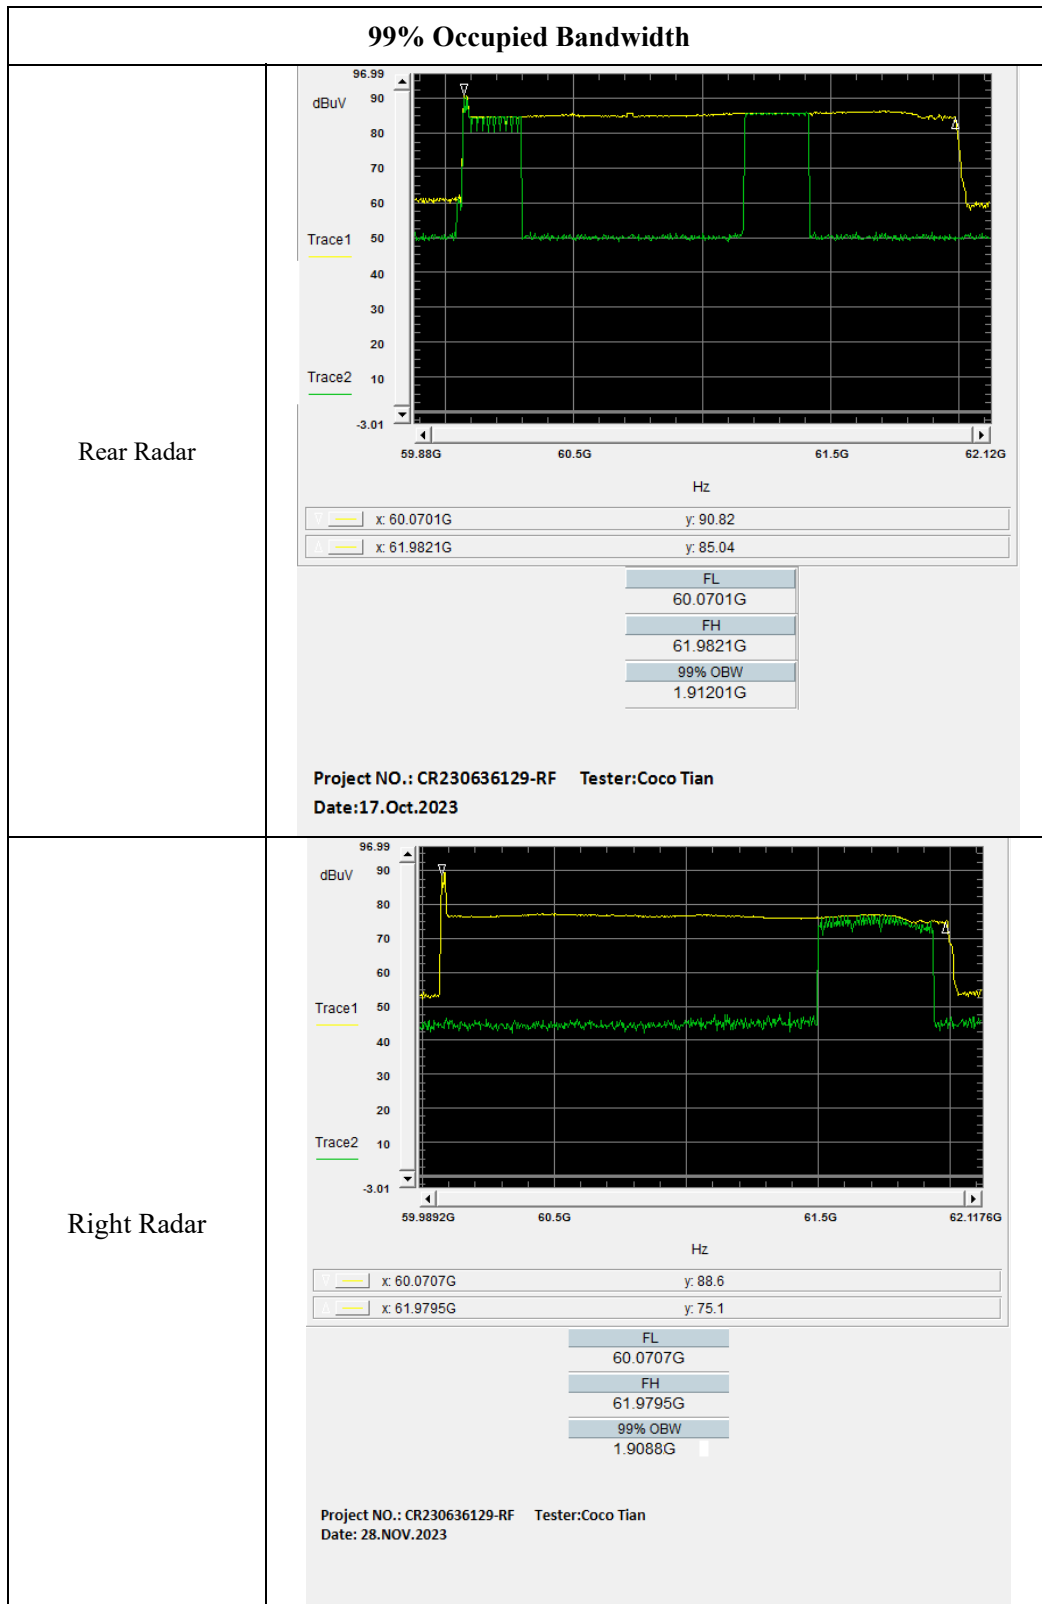 99% Occupied Bandwidth
Rear Radar
96.99
dBuV
90
80
70
60
Trace1
50
40
30
20
Trace2
10
-3.01
59.88G 60.5G 61.5G 62.12G
Hz
x: 60.0701G y: 90.82
x: 61.9821G y: 85.04
FL
60.0701G
FH
61.9821G
99% OBW
1.91201G
Project NO.: CR230636129-RF Tester:Coco Tian
Date:17.Oct.2023
Right Radar
96.99
dBuV
90
80
70
60
Trace1
50
40
30
20
Trace2
10
-3.01
59.9892G 60.5G 61.5G 62.1176G
Hz
x: 60.0707G y: 88.6
x: 61.9795G y: 75.1
FL
60.0707G
FH
61.9795G
99% OBW
1.9088G
Project NO.: CR230636129-RF Tester:Coco Tian
Date: 28.NOV.2023